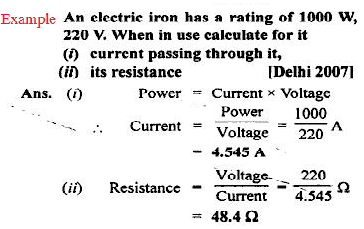 Example An electric iron has a rating of 1000 W,
220 V. When in use calculate for it
(i) current passing through it,
(ii) its resistance [Delhi 2007]
Ans. (i) Power = Current × Voltage
∴ Current = Power / Voltage = 1000 / 220 A
= 4.545 A
(ii) Resistance = Voltage / Current = 220 / 4.545 Ω
= 48.4 Ω